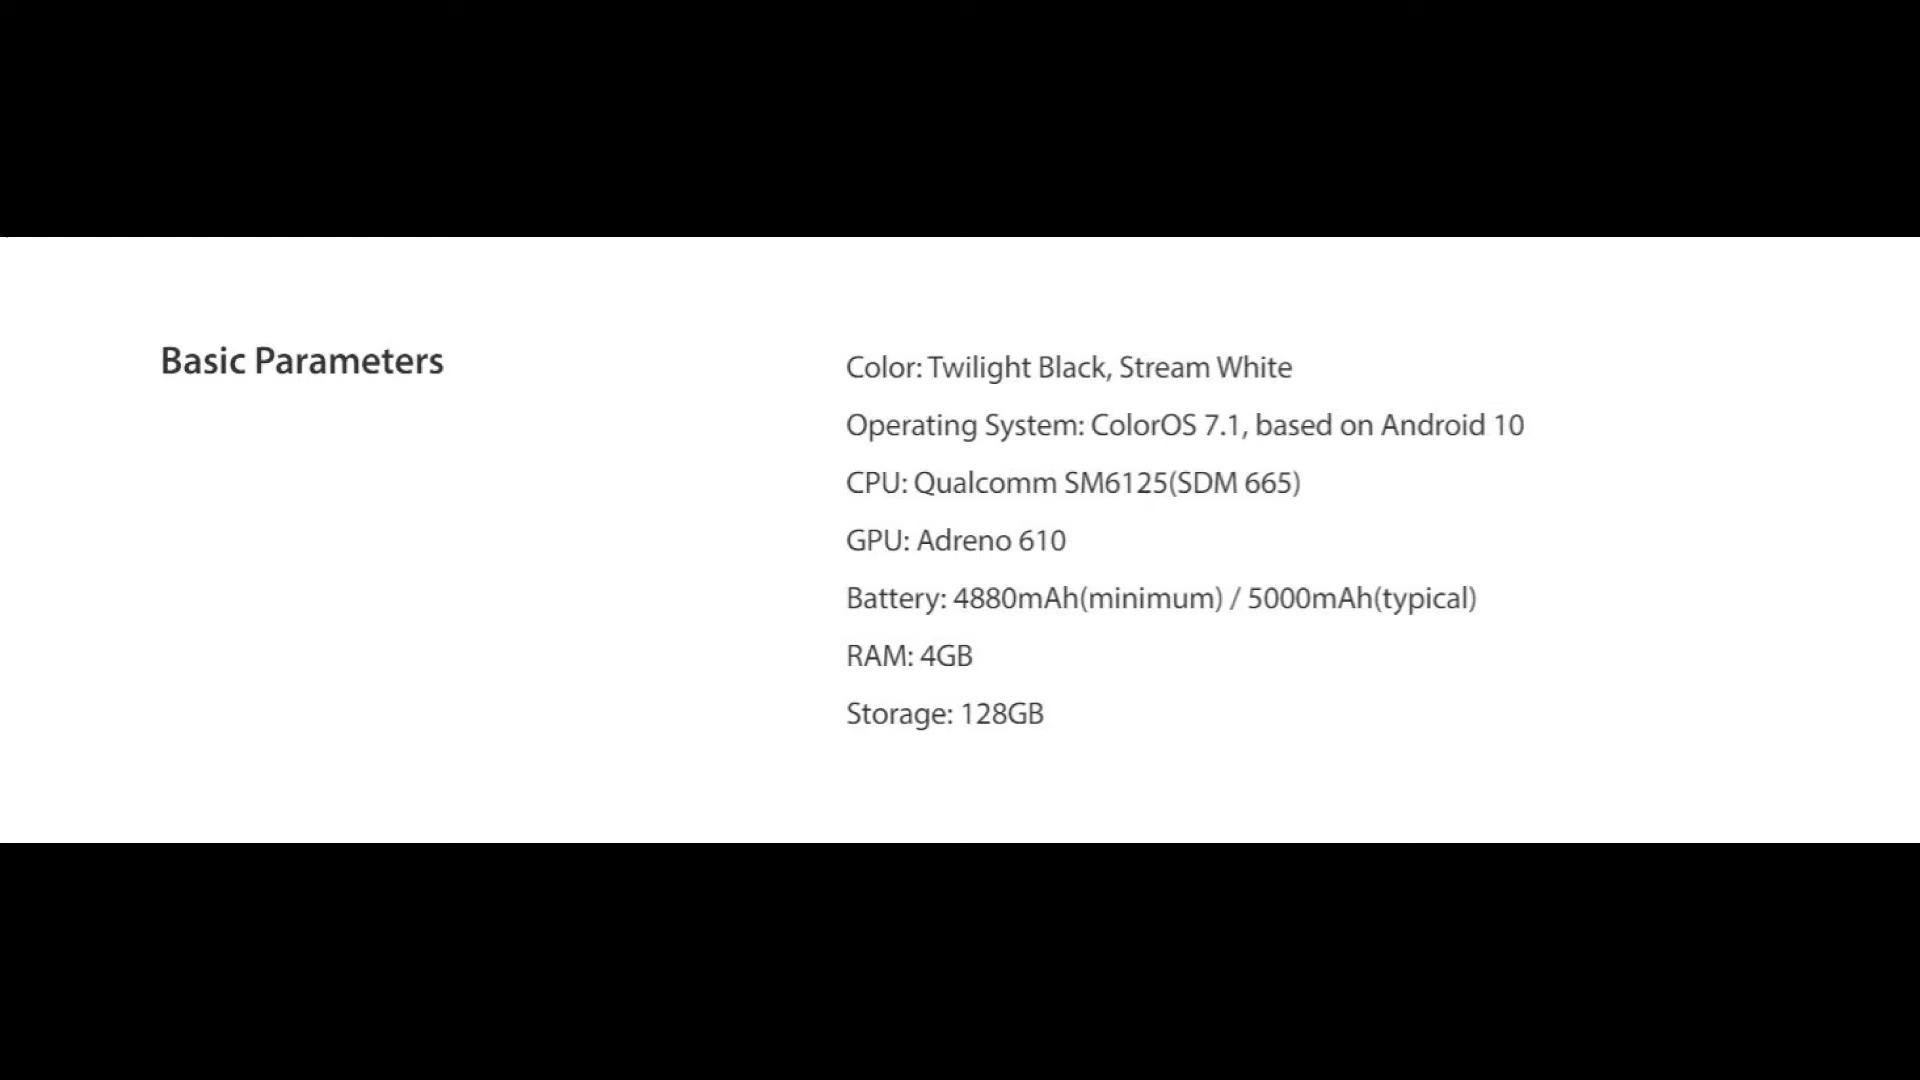 Basic Parameters
Color: Twilight Black, Stream White
Operating System: ColorOS 7.1, based on Android 10
CPU: Qualcomm SM6125(SDM 665)
GPU: Adreno 610
Battery: 4880mAh(minimum) / 5000mAh(typical)
RAM: 4GB
Storage: 128GB